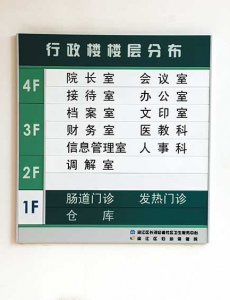 行政楼楼层分布
4F
院长室 会议室
接待室 办公室
3F
档案室 文印室
财务室 医教科
信息管理室 人事科
2F
调解室
1F
肠道门诊 发热门诊
仓库